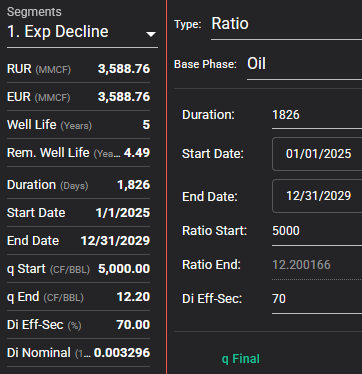 Segments
1. Exp Decline
RUR (MMCF) 3,588.76
EUR (MMCF) 3,588.76
Well Life (Years) 5
Rem. Well Life (Yea... 4.49
Duration (Days) 1,826
Start Date 1/1/2025
End Date 12/31/2029
q Start (CF/BBL) 5,000.00
q End (CF/BBL) 12.20
Di Eff-Sec (%) 70.00
Di Nominal (1... 0.003296
Type: Ratio
Base Phase: Oil
Duration: 1826
Start Date: 01/01/2025
End Date: 12/31/2029
Ratio Start: 5000
Ratio End: 12.200166
Di Eff-Sec: 70
q Final